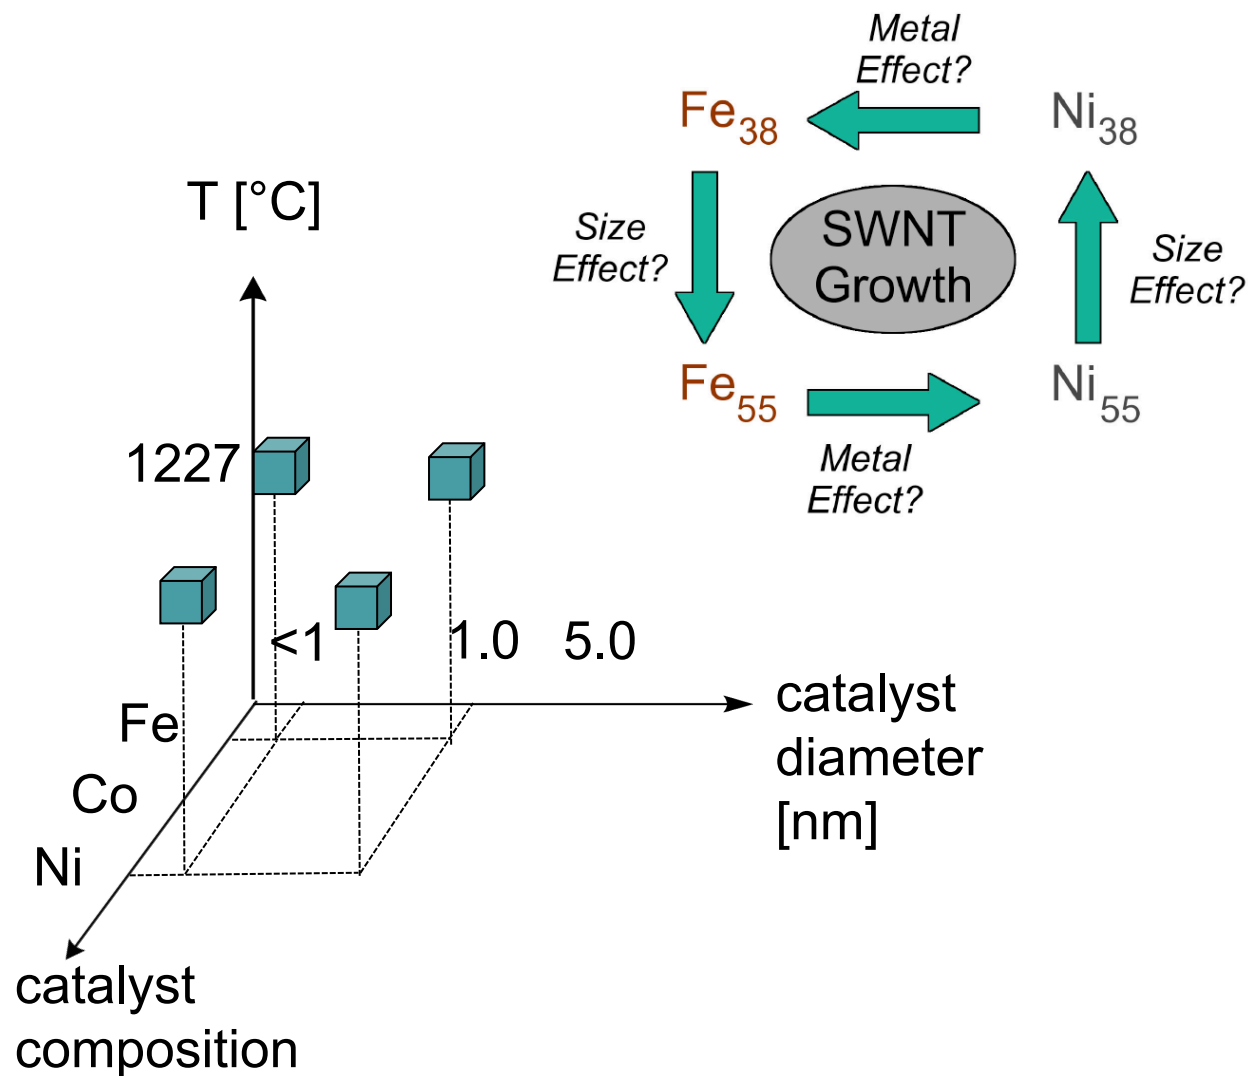 Metal
Effect?
Fe38
Ni38
T [°C]
Size
Effect?
SWNT
Growth
Size
Effect?
Fe55
Ni55
Metal
Effect?
1227
<1
1.0
5.0
catalyst
diameter
[nm]
Fe
Co
Ni
catalyst
composition